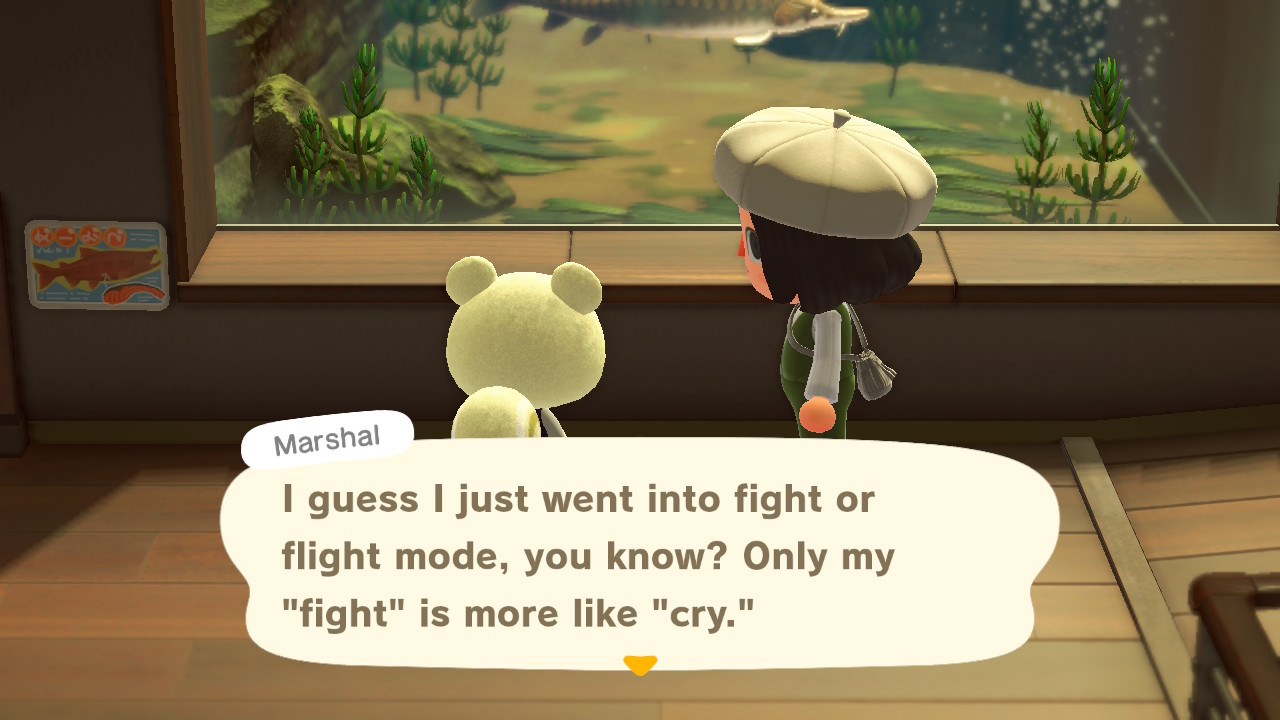 Marshal
I guess I just went into fight or
flight mode, you know? Only my
"fight" is more like "cry."